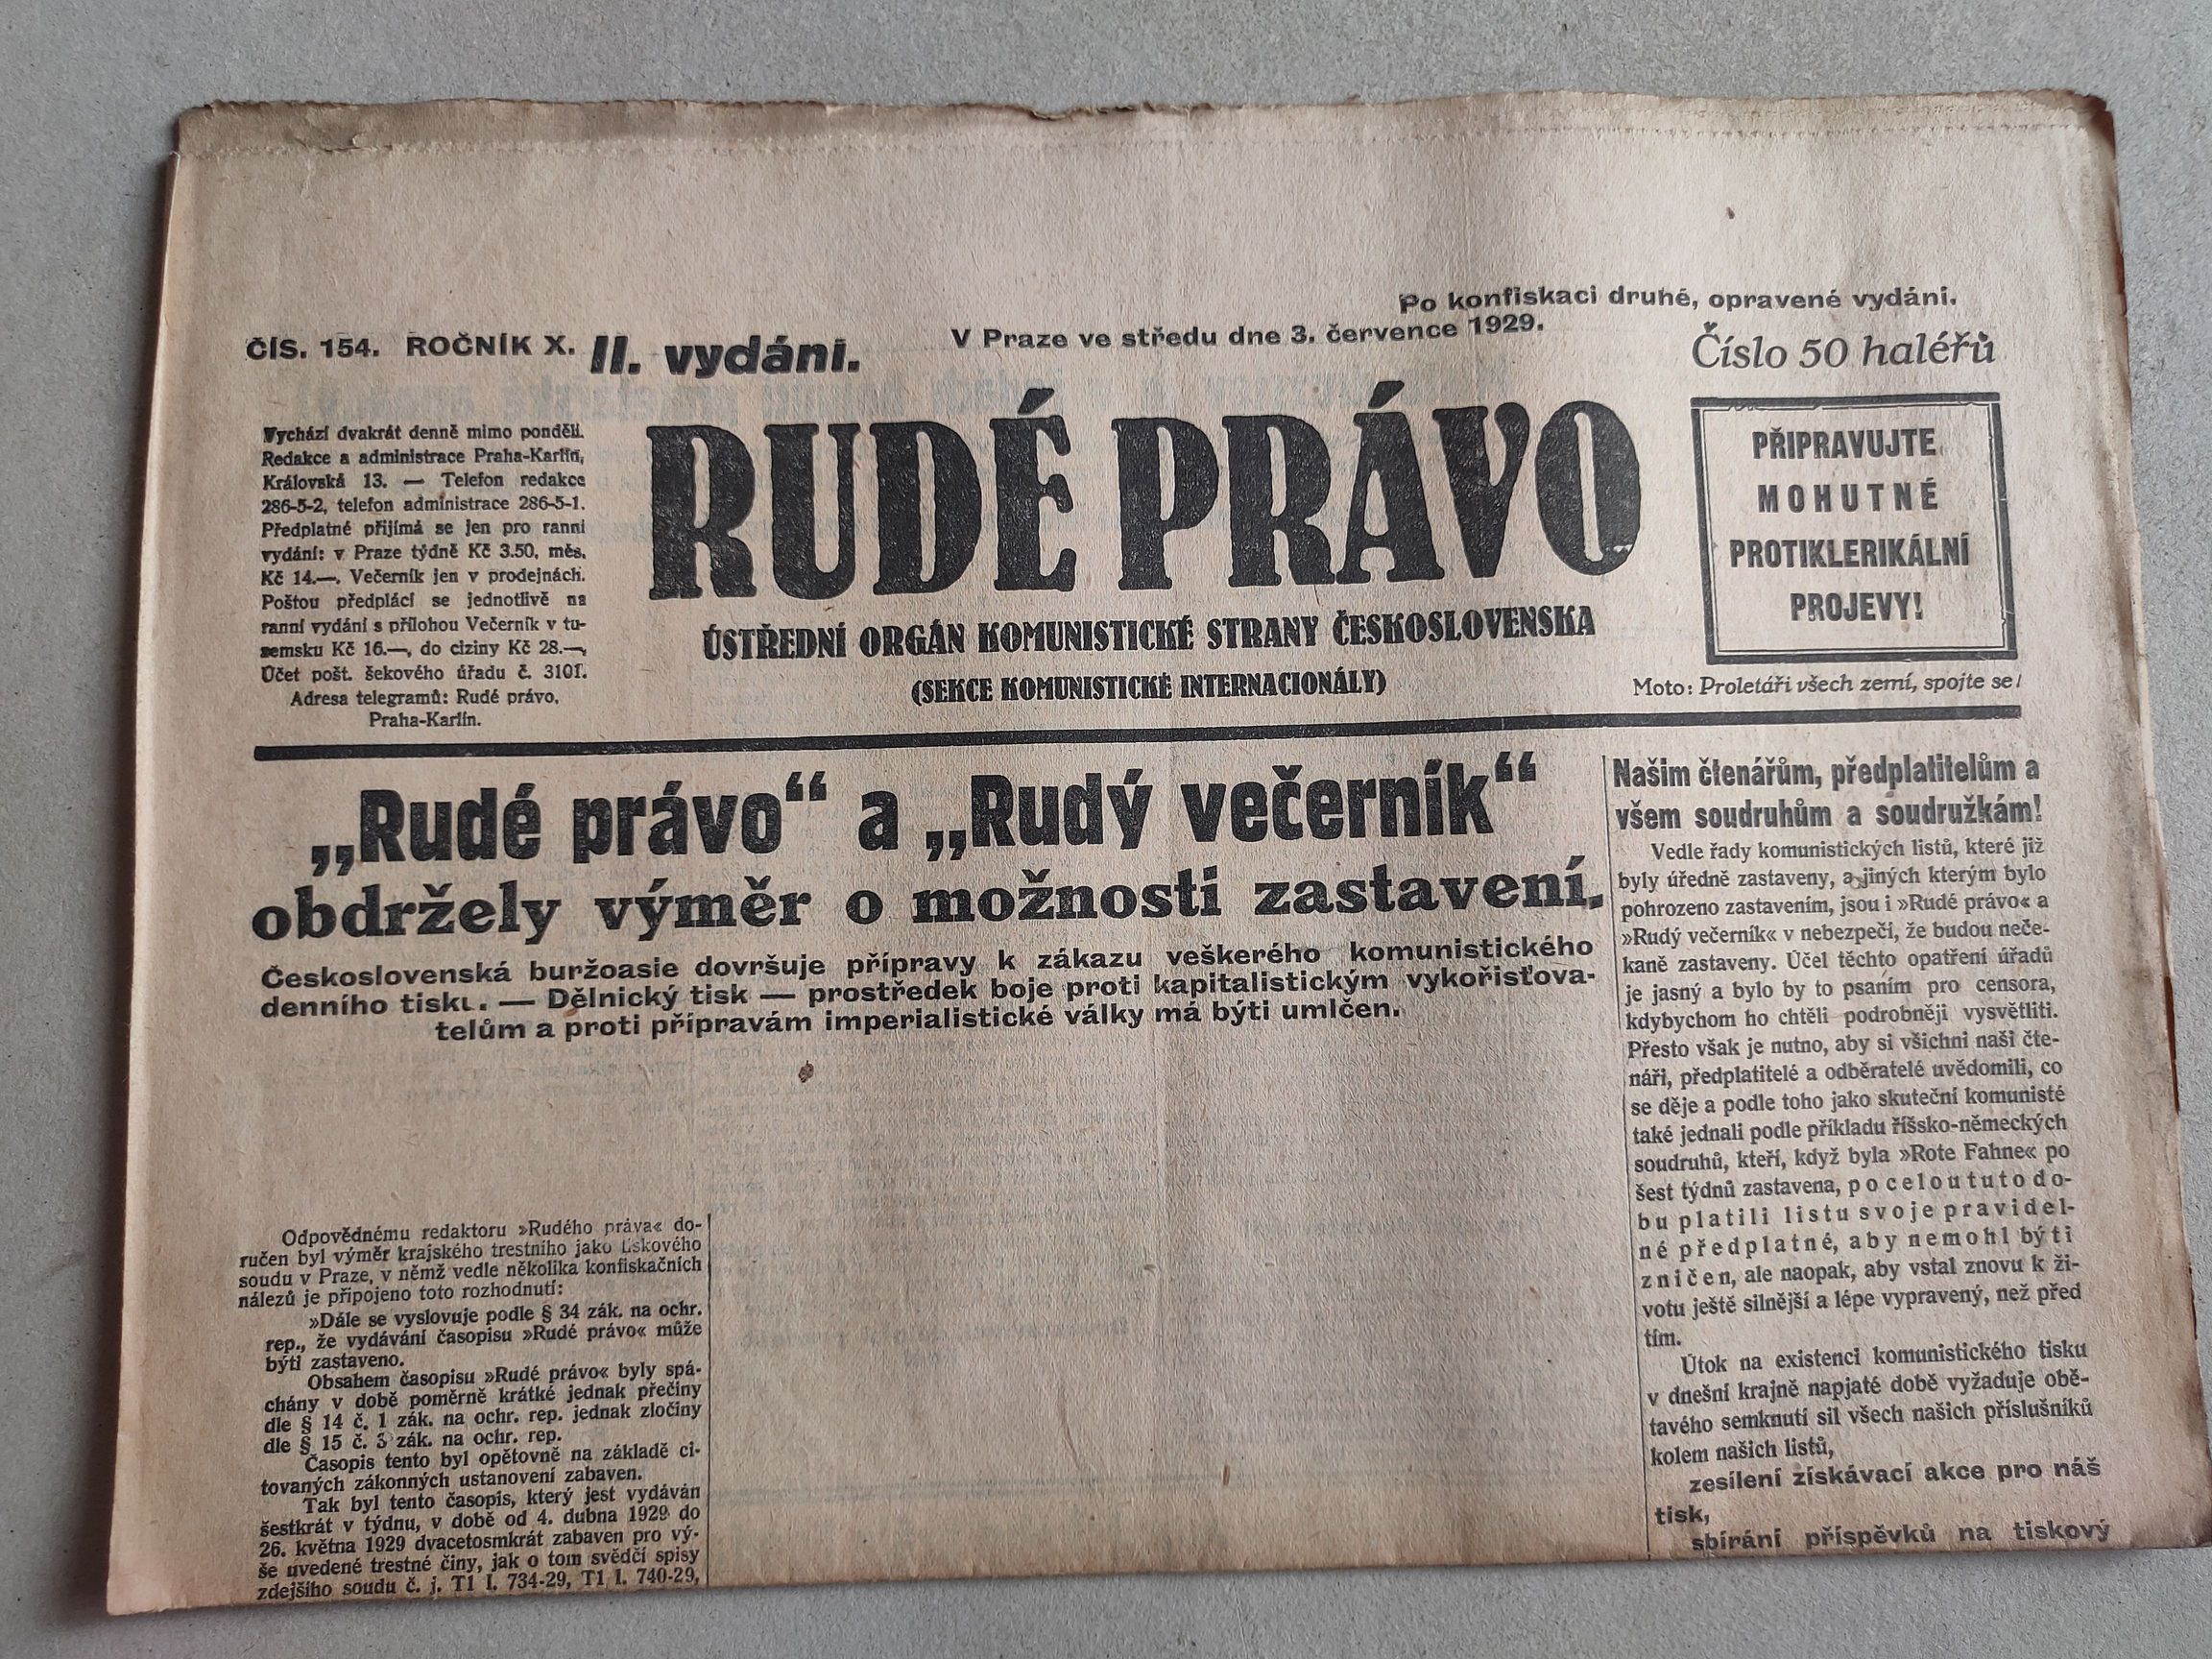 Po konfiskaci druhé, opravené vydání.
ČÍS. 154. ROČNÍK X. II. vydání.
V Praze ve středu dne 3. července 1929.
Číslo 50 haléřů
Vychází dvakrát denně mimo pondělí.
Redakce a administrace Praha-Karlín,
Královská 13. — Telefon redakce
286-5-2, telefon administrace 286-5-1.
Předplatné přijímá se jen pro ranní
vydání: v Praze týdně Kč 3.50, měs.
Kč 14.—. Večerník jen v prodejnách.
Poštou předplácí se jednotlivě na
ranní vydání s přílohou Večerník v tu-
zemsku Kč 16.—, do ciziny Kč 28.—,
Účet pošt. šekového úřadu č. 3101.
Adresa telegramů: Rudé právo,
Praha-Karlín.
RUDÉ PRÁVO
ÚSTŘEDNÍ ORGÁN KOMUNISTICKÉ STRANY ČESKOSLOVENSKA
(SEKCE KOMUNISTICKÉ INTERNACIONÁLY)
PŘIPRAVUJTE
MOHUTNÉ
PROTIKLERIKÁLNÍ
PROJEVY!
Moto: Proletáři všech zemí, spojte se!
„Rudé právo“ a „Rudý večerník“
obdržely výměr o možnosti zastavení.
Československá buržoasie dovršuje přípravy k zákazu veškerého komunistického
denního tisku. — Dělnický tisk — prostředek boje proti kapitalistickým vykořisťova-
telům a proti přípravám imperialistické války má býti umlčen.
Odpovědnému redaktoru »Rudého práva« do-
ručen byl výměr krajského trestního jako tiskového
soudu v Praze, v němž vedle několika konfiskačních
nálezů je připojeno toto rozhodnutí:
»Dále se vyslovuje podle § 34 zák. na ochr.
rep., že vydávání časopisu »Rudé právo« může
býti zastaveno.
Obsahem časopisu »Rudé právo« byly spá-
chány v době poměrně krátké jednak přečiny
dle § 14 č. 1 zák. na ochr. rep. jednak zločiny
dle § 15 č. 3 zák. na ochr. rep.
Časopis tento byl opětovně na základě ci-
tovaných zákonných ustanovení zabaven.
Tak byl tento časopis, který jest vydáván
šestkrát v týdnu, v době od 4. dubna 1929 do
26. května 1929 dvacetosmkrát zabaven pro vý-
še uvedené trestné činy, jak o tom svědčí spisy
zdejšího soudu č. j. T1 I. 734-29, T1 I. 740-29,
Našim čtenářům, předplatitelům a
všem soudruhům a soudružkám!
Vedle řady komunistických listů, které již
byly úředně zastaveny, a jiných kterým bylo
pohrozeno zastavením, jsou i »Rudé právo« a
»Rudý večerník« v nebezpečí, že budou neče-
kaně zastaveny. Účel těchto opatření úřadů
je jasný a bylo by to psaním pro censora,
kdybychom ho chtěli podrobněji vysvětliti.
Přesto však je nutno, aby si všichni naši čte-
náři, předplatitelé a odběratelé uvědomili, co
se děje a podle toho jako skuteční komunisté
také jednali podle příkladu říšsko-německých
soudruhů, kteří, když byla »Rote Fahne« po
šest týdnů zastavena, po celou tuto do-
bu platili listu svoje pravidel-
né předplatné, aby nemohl býti
zničen, ale naopak, aby vstal znovu k ži-
votu ještě silnější a lépe vypravený, než před
tím.
Útok na existenci komunistického tisku
v dnešní krajně napjaté době vyžaduje obě-
tavého semknutí sil všech našich příslušníků
kolem našich listů,
zesílení získávací akce pro náš
tisk,
sbírání příspěvků na tiskový